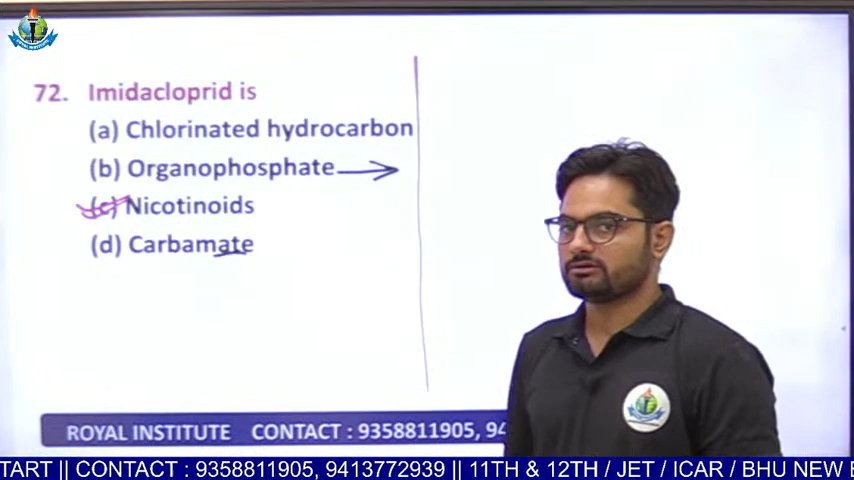 72. Imidacloprid is
(a) Chlorinated hydrocarbon
(b) Organophosphate
(c) Nicotinoids
(d) Carbamate
ROYAL INSTITUTE CONTACT : 9358811905, 94
TART || CONTACT : 9358811905, 9413772939 || 11TH & 12TH / JET / ICAR / BHU NEW